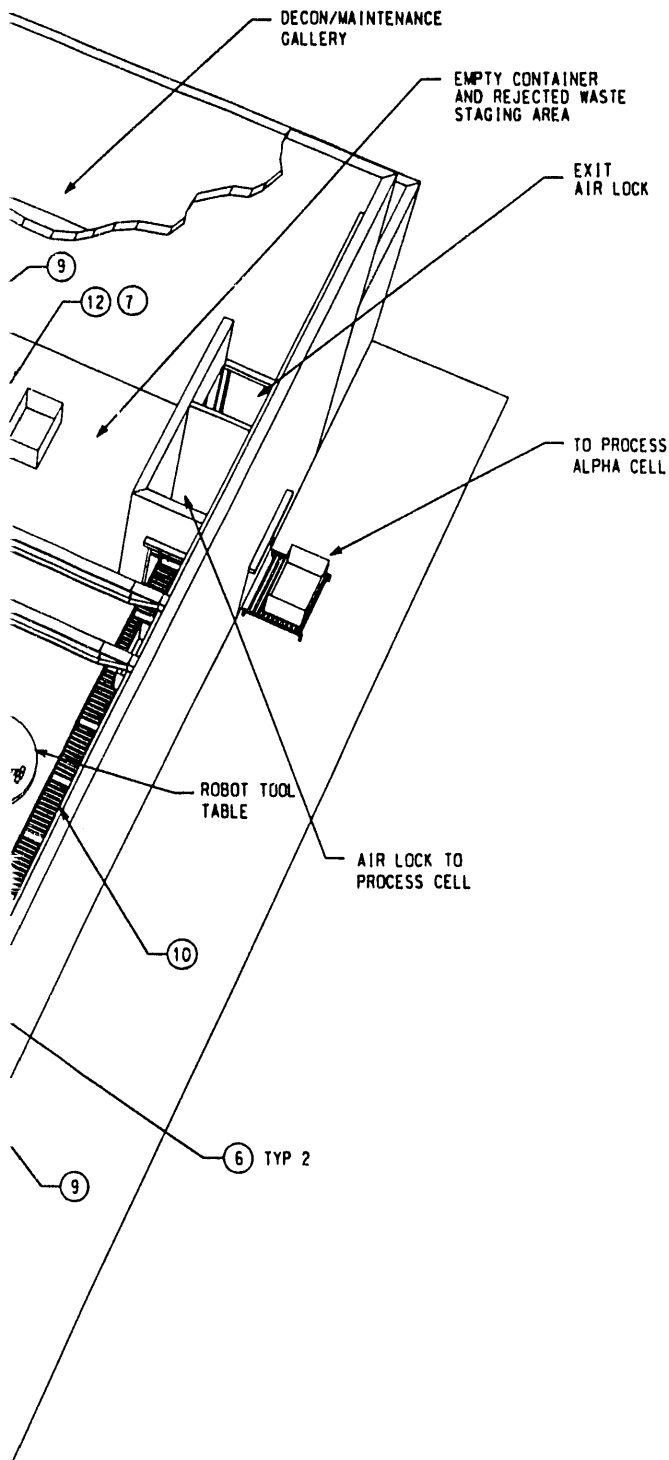 DECON/MAINTENANCE
GALLERY
EMPTY CONTAINER
AND REJECTED WASTE
STAGING AREA
EXIT
AIR LOCK
9
12 7
TO PROCESS
ALPHA CELL
ROBOT TOOL
TABLE
AIR LOCK TO
PROCESS CELL
10
6 TYP 2
9